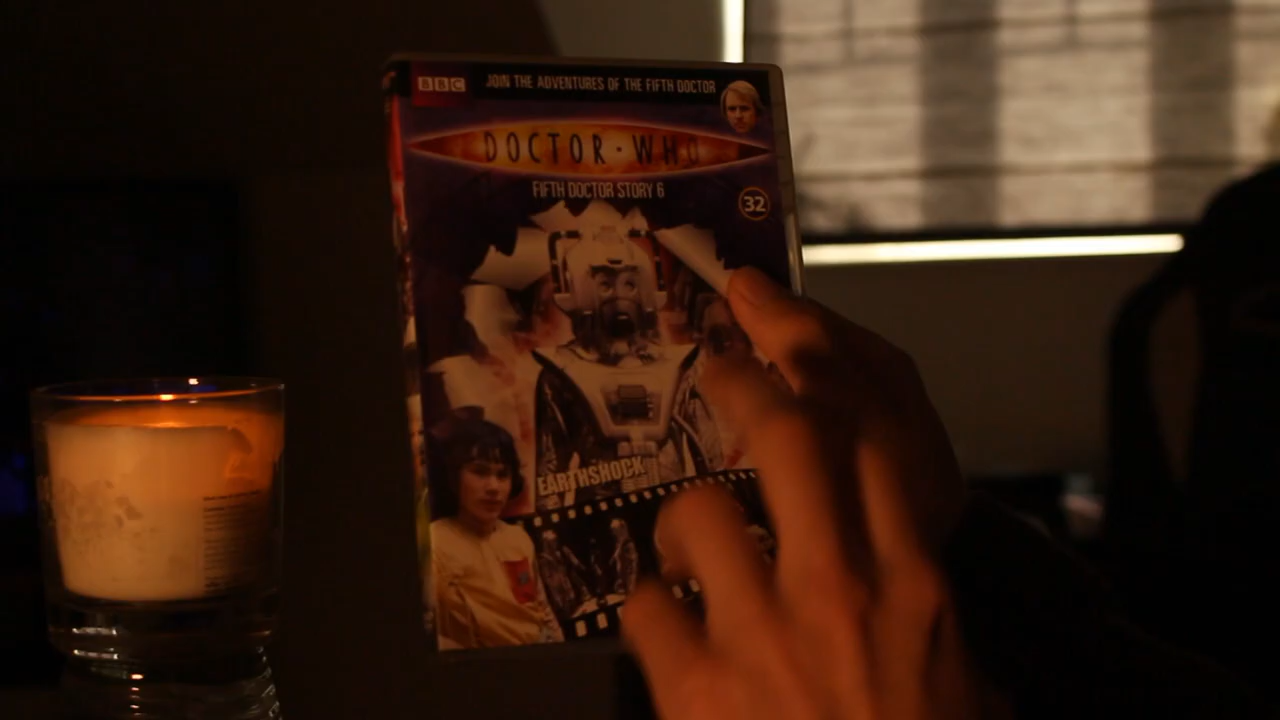 BBC
JOIN THE ADVENTURES OF THE FIFTH DOCTOR
DOCTOR · WHO
FIFTH DOCTOR STORY 6
32
EARTHSHOCK